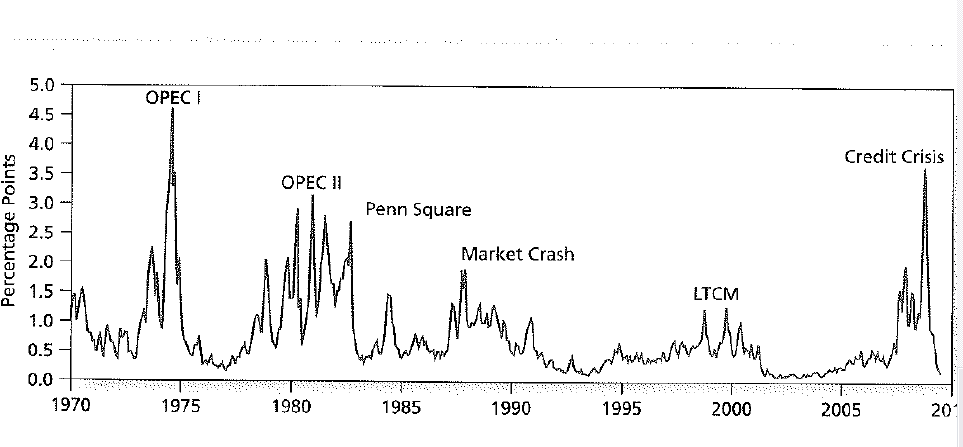 Percentage Points
5.0
4.5
4.0
3.5
3.0
2.5
2.0
1.5
1.0
0.5
0.0
OPEC I
OPEC II
Penn Square
Market Crash
LTCM
Credit Crisis
1970 1975 1980 1985 1990 1995 2000 2005 201